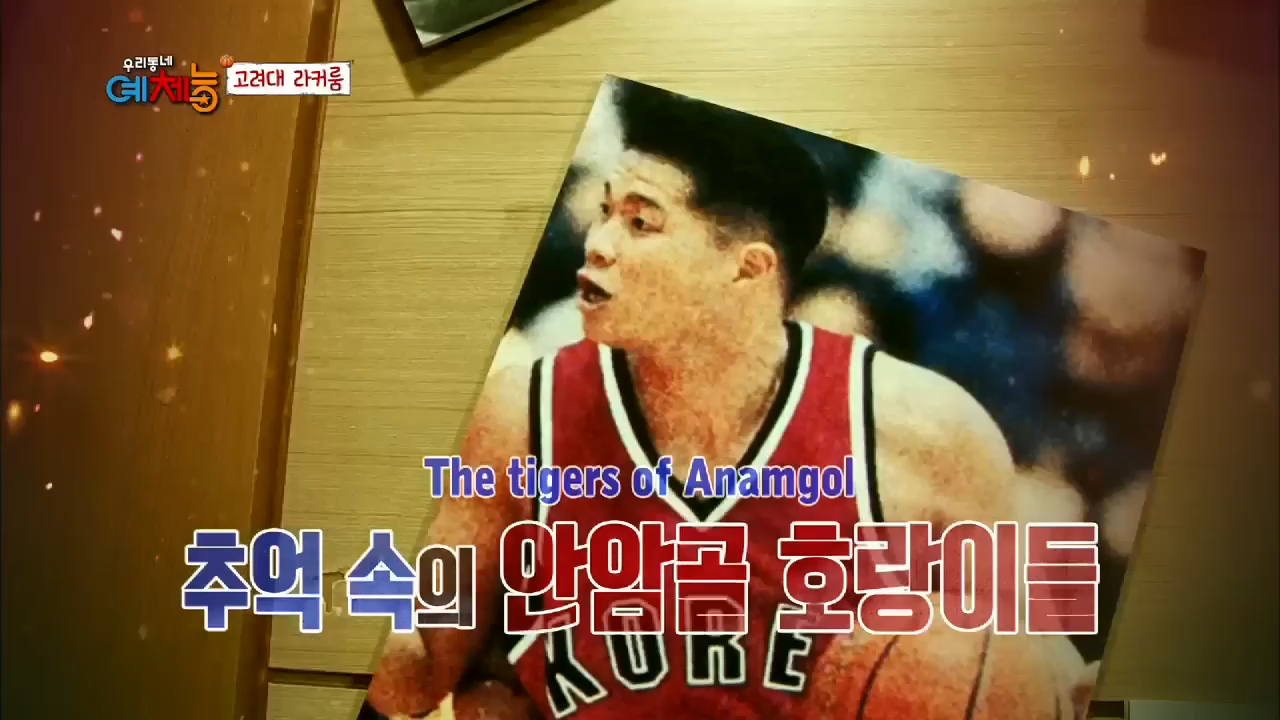 우리동네
예체능
고려대 라커룸
The tigers of Anamgol
추억 속의 안암골 호랑이들
KORE